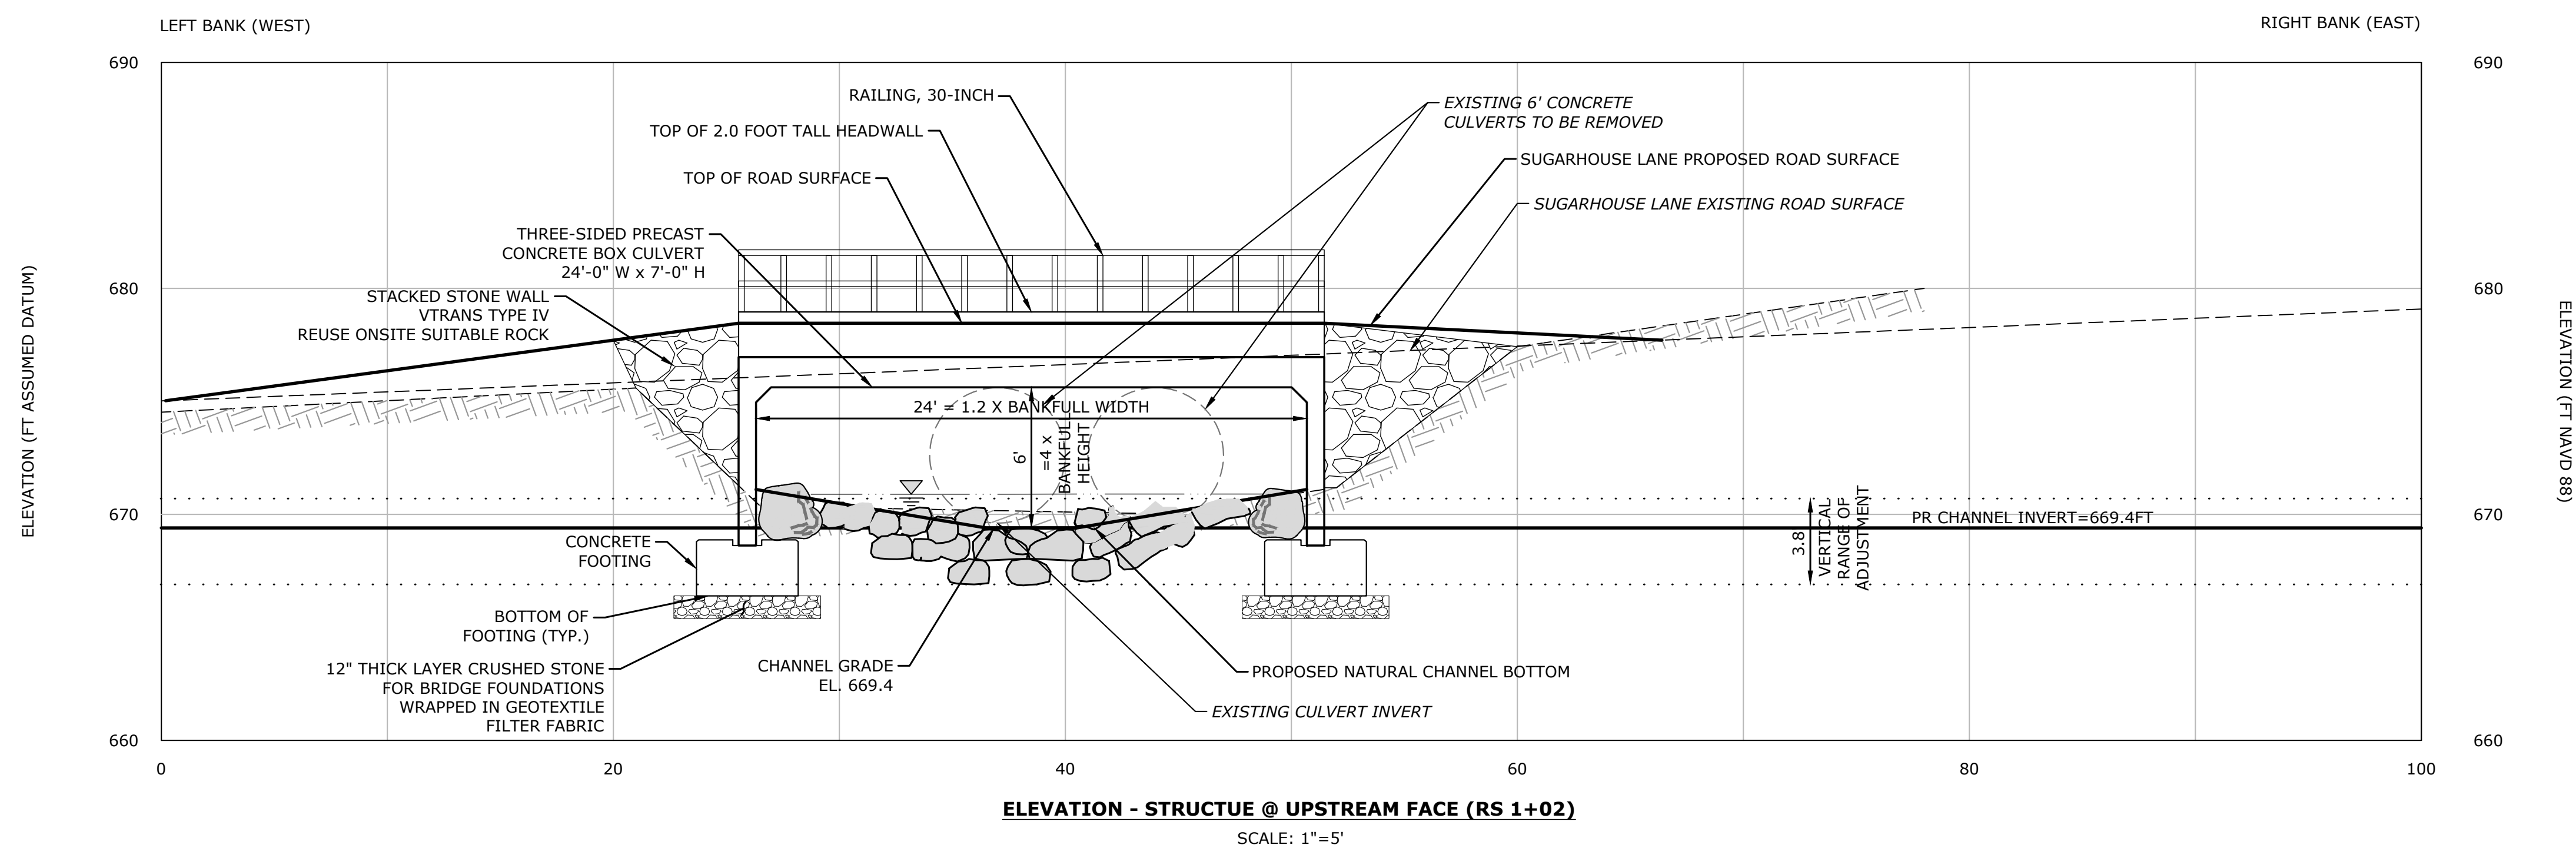 LEFT BANK (WEST)
RIGHT BANK (EAST)
690
690
680
680
670
670
660
660
ELEVATION (FT ASSUMED DATUM)
ELEVATION (FT NAVD 88)
RAILING, 30-INCH
TOP OF 2.0 FOOT TALL HEADWALL
TOP OF ROAD SURFACE
THREE-SIDED PRECAST
CONCRETE BOX CULVERT
24'-0" W x 7'-0" H
STACKED STONE WALL
VTRANS TYPE IV
REUSE ONSITE SUITABLE ROCK
EXISTING 6' CONCRETE
CULVERTS TO BE REMOVED
SUGARHOUSE LANE PROPOSED ROAD SURFACE
SUGARHOUSE LANE EXISTING ROAD SURFACE
24' = 1.2 X BANKFULL WIDTH
6'
=4 x
BANKFULL
HEIGHT
PR CHANNEL INVERT=669.4FT
3.8
VERTICAL
RANGE OF
ADJUSTMENT
CONCRETE
FOOTING
BOTTOM OF
FOOTING (TYP.)
12" THICK LAYER CRUSHED STONE
FOR BRIDGE FOUNDATIONS
WRAPPED IN GEOTEXTILE
FILTER FABRIC
CHANNEL GRADE
EL. 669.4
PROPOSED NATURAL CHANNEL BOTTOM
EXISTING CULVERT INVERT
0
20
40
60
80
100
ELEVATION - STRUCTUE @ UPSTREAM FACE (RS 1+02)
SCALE: 1"=5'